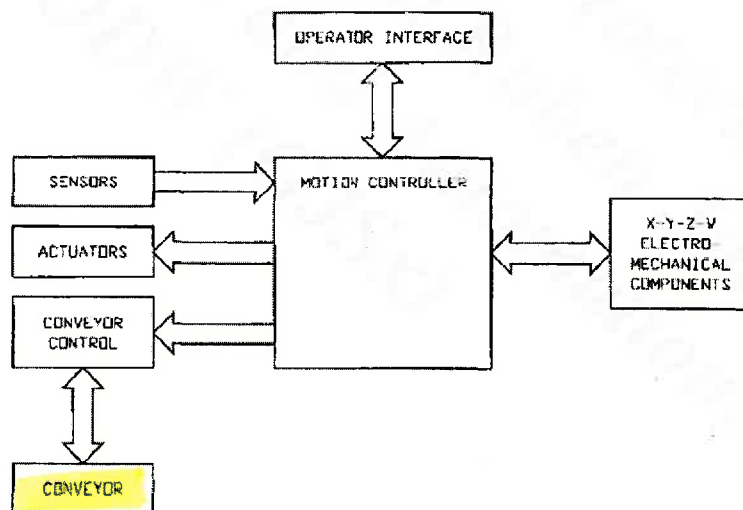 OPERATOR INTERFACE
SENSORS
MOTION CONTROLLER
ACTUATORS
X-Y-Z-W
ELECTRO
MECHANICAL
COMPONENTS
CONVEYOR
CONTROL
CONVEYOR